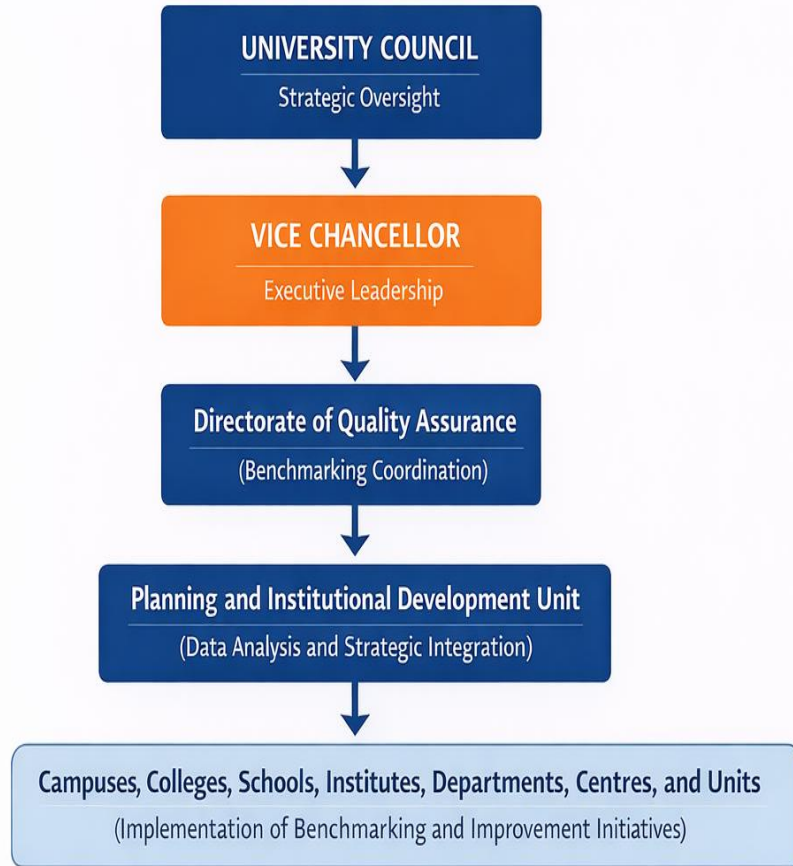 UNIVERSITY COUNCIL
Strategic Oversight
VICE CHANCELLOR
Executive Leadership
Directorate of Quality Assurance
(Benchmarking Coordination)
Planning and Institutional Development Unit
(Data Analysis and Strategic Integration)
Campuses, Colleges, Schools, Institutes, Departments, Centres, and Units
(Implementation of Benchmarking and Improvement Initiatives)